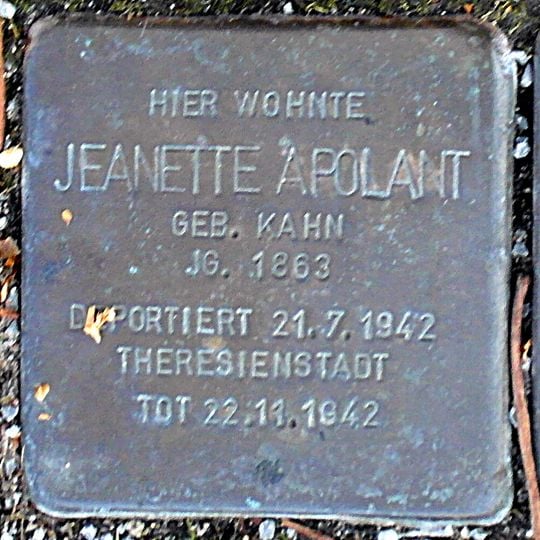 HIER WOHNTE
JEANETTE APOLANT
GEB. KAHN
JG. 1863
DEPORTIERT 21.7.1942
THERESIENSTADT
TOT 22.11.1942